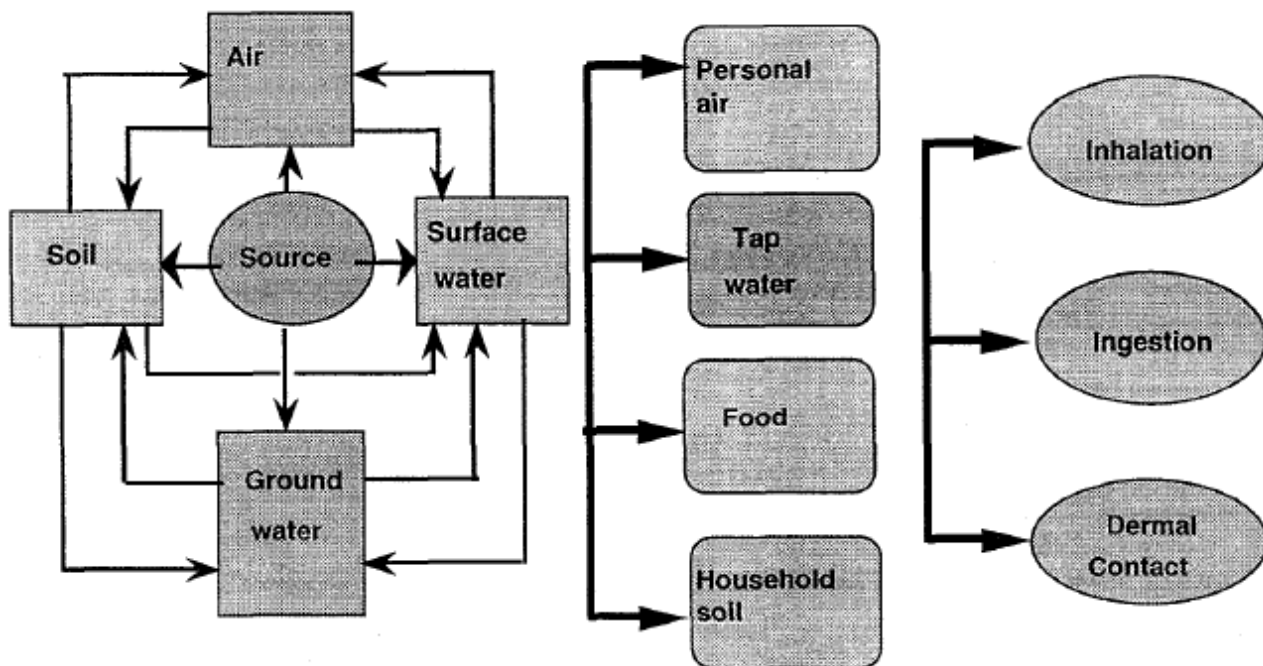 Air
Soil
Source
Surface
water
Ground
water
Personal
air
Tap
water
Food
Household
soil
Inhalation
Ingestion
Dermal
Contact